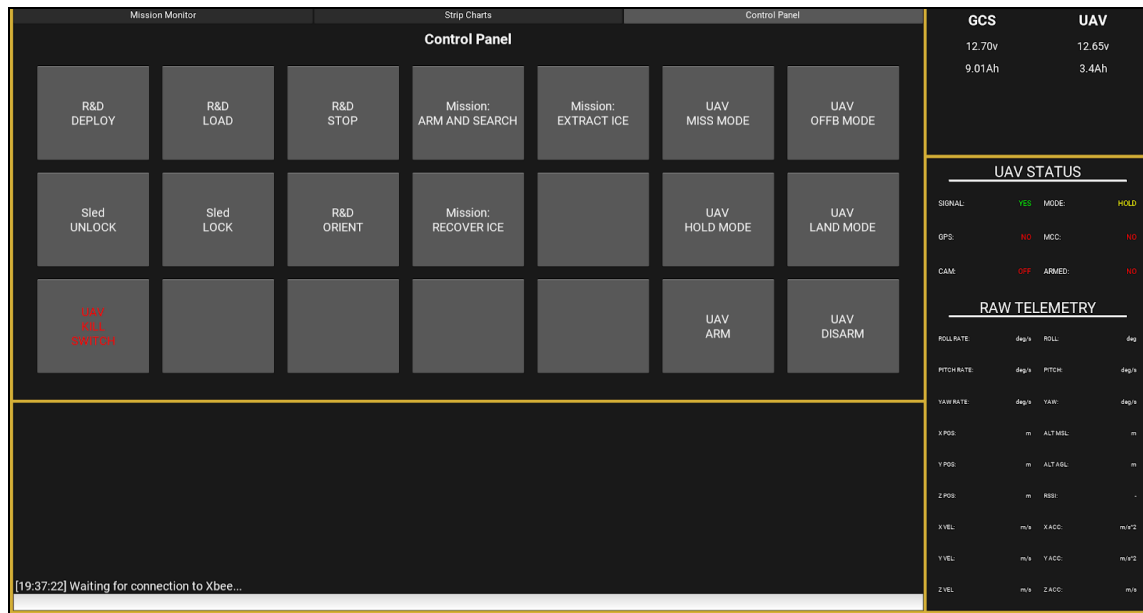 Mission Monitor
Strip Charts
Control Panel
Control Panel
R&D
DEPLOY
R&D
LOAD
R&D
STOP
Mission:
ARM AND SEARCH
Mission:
EXTRACT ICE
UAV
MISS MODE
UAV
OFFB MODE
Sled
UNLOCK
Sled
LOCK
R&D
ORIENT
Mission:
RECOVER ICE
UAV
HOLD MODE
UAV
LAND MODE
UAV
KILL
SWITCH
UAV
ARM
UAV
DISARM
[19:37:22] Waiting for connection to Xbee...
GCS UAV
12.70v 12.65v
9.01Ah 3.4Ah
UAV STATUS
SIGNAL: YES MODE: HOLD
GPS: NO MCC: NO
CAM: OFF ARMED: NO
RAW TELEMETRY
ROLL RATE: deg/s ROLL: deg
PITCH RATE: deg/s PITCH: deg/s
YAW RATE: deg/s YAW: deg/s
X POS: m ALT MSL: m
Y POS: m ALT AGL: m
Z POS: m RSSI: -
X VEL: m/s X ACC: m/s^2
Y VEL: m/s Y ACC: m/s^2
Z VEL m/s Z ACC: m/s